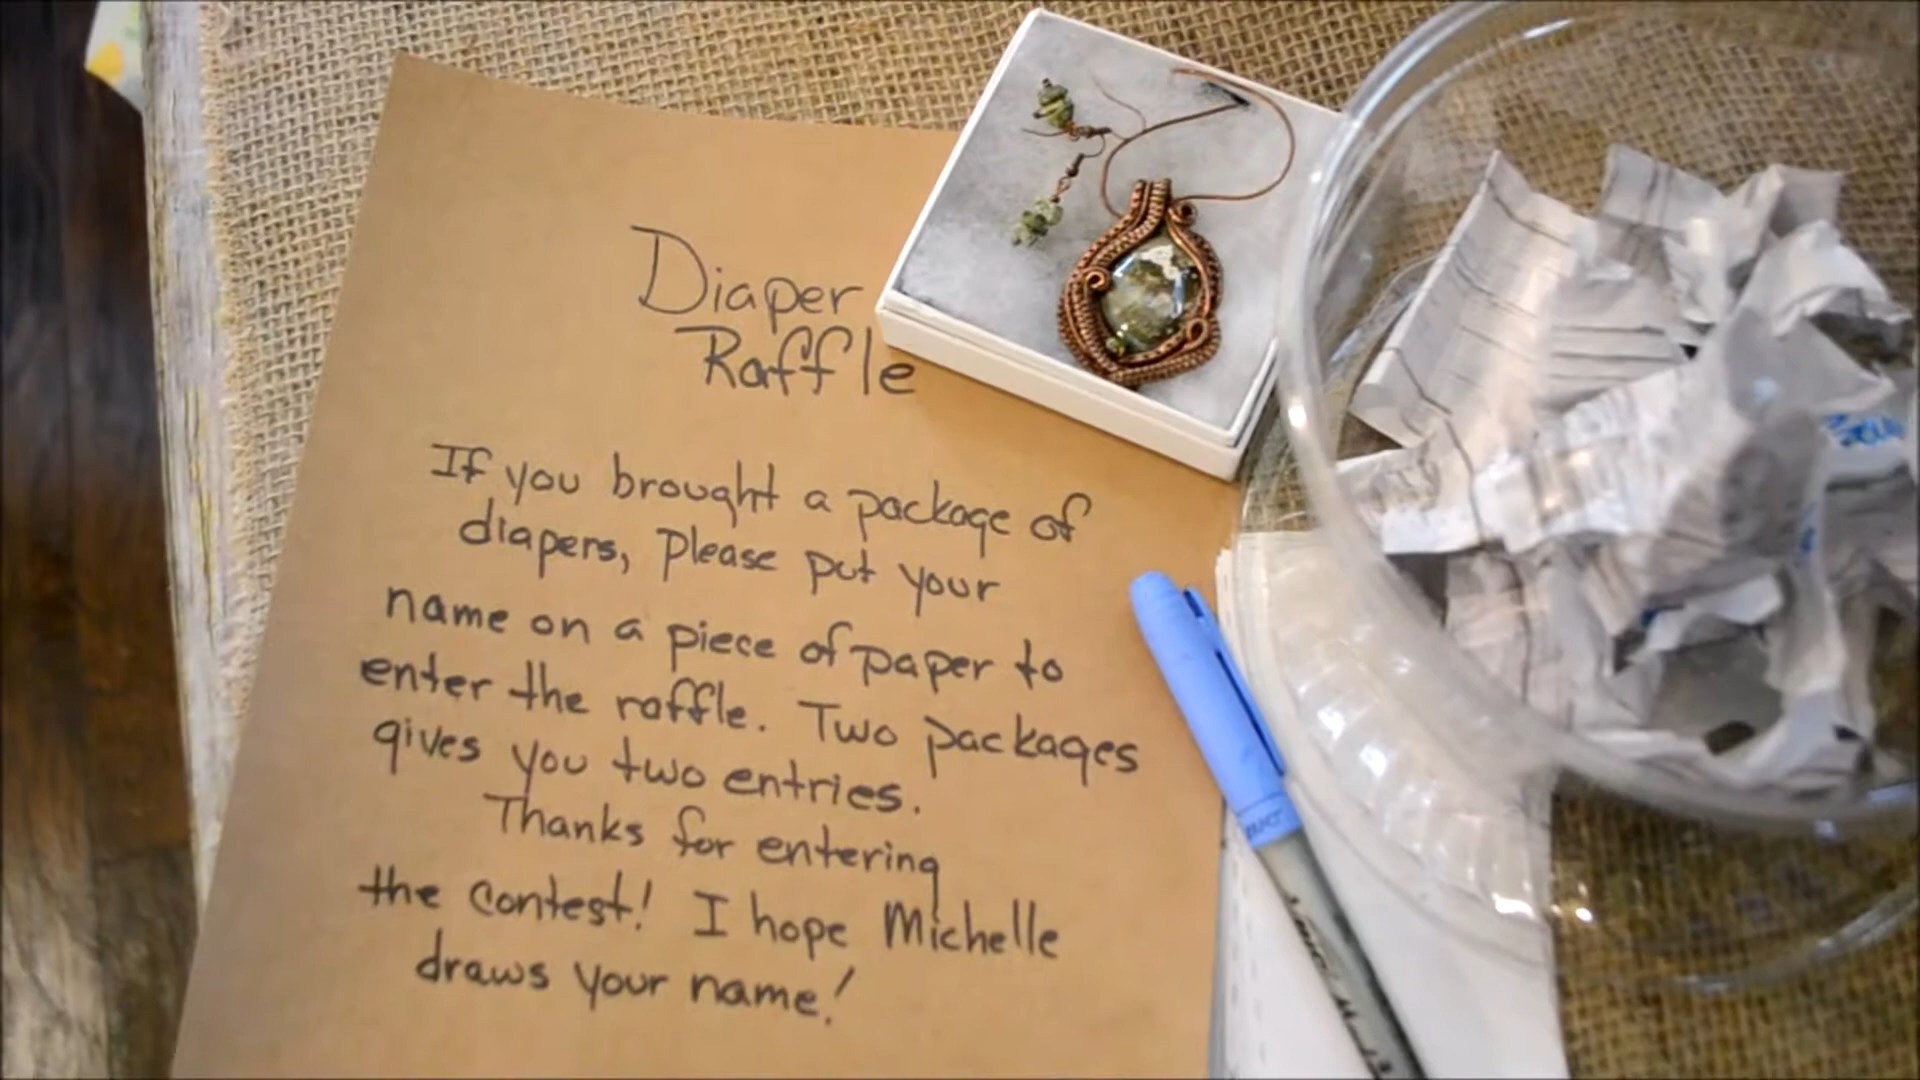 Diaper
Raffle
If you brought a package of
diapers, Please put your
name on a piece of paper to
enter the raffle. Two packages
gives you two entries.
Thanks for entering
the contest! I hope Michelle
draws your name!
BIC